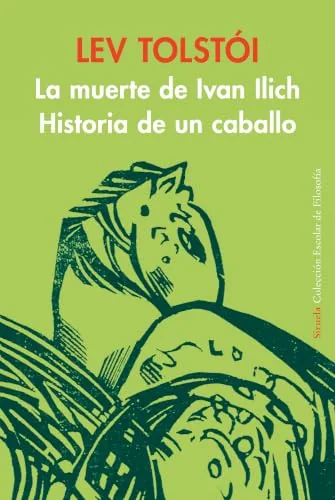 LEV TOLSTÓI
La muerte de Ivan Ilich
Historia de un caballo
Siruela Colección Escolar de Filosofía